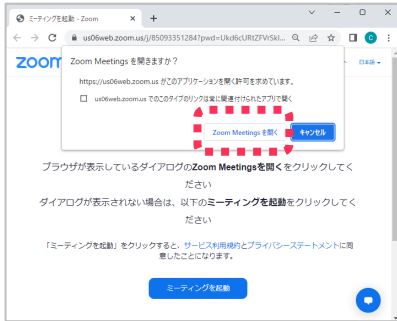 ミーティングを起動 - Zoom
us06web.zoom.us/j/85093351284?pwd=Ukd6cURtZFVrSkl...
zoom
日本語
Zoom Meetings を開きますか？
https://us06web.zoom.us がこのアプリケーションを開く許可を求めています。
us06web.zoom.us でのこのタイプのリンクは常に関連付けられたアプリで開く
Zoom Meetings を開く キャンセル
ブラウザが表示しているダイアログのZoom Meetingsを開くをクリックしてく
ださい
ダイアログが表示されない場合は、以下のミーティングを起動をクリックしてく
ださい
「ミーティングを起動」をクリックすると、サービス利用規約とプライバシーステートメントに同
意したことになります。
ミーティングを起動